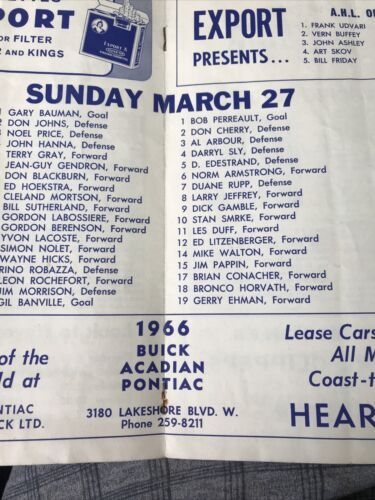 PORT
OR FILTER
and KINGS
EXPORT "A"
EXPORT
PRESENTS...
A.H.L. O
1 FRANK UDVARI
2 VERN BUFFEY
3 JOHN ASHLEY
4 ART SKOV
5 BILL FRIDAY
SUNDAY MARCH 27
GARY BAUMAN, Goal
DON JOHNS, Defense
NOEL PRICE, Defense
JOHN HANNA, Defense
TERRY GRAY, Forward
JEAN-GUY GENDRON, Forward
DON BLACKBURN, Forward
ED HOEKSTRA, Forward
CLELAND MORTSON, Forward
BILL SUTHERLAND, Forward
GORDON LABOSSIERE, Forward
GORDON BERENSON, Forward
YVON LACOSTE, Forward
SIMON NOLET, Forward
WAYNE HICKS, Forward
RINO ROBAZZA, Defense
LEON ROCHEFORT, Forward
JIM MORRISON, Defense
GIL BANVILLE, Goal
1 BOB PERREAULT, Goal
2 DON CHERRY, Defense
3 AL ARBOUR, Defense
4 DARRYL SLY, Defense
5 D. EDESTRAND, Defense
6 NORM ARMSTRONG, Forward
7 DUANE RUPP, Defense
8 LARRY JEFFREY, Forward
9 DICK GAMBLE, Forward
10 STAN SMRKE, Forward
11 LES DUFF, Forward
12 ED LITZENBERGER, Forward
14 MIKE WALTON, Forward
15 JIM PAPPIN, Forward
17 BRIAN CONACHER, Forward
18 BRONCO HORVATH, Forward
19 GERRY EHMAN, Forward
of the
ld at
NTIAC
CK LTD.
1966
BUICK
ACADIAN
PONTIAC
3180 LAKESHORE BLVD. W.
Phone 259-8211
Lease Cars
All M
Coast-t
HEAR